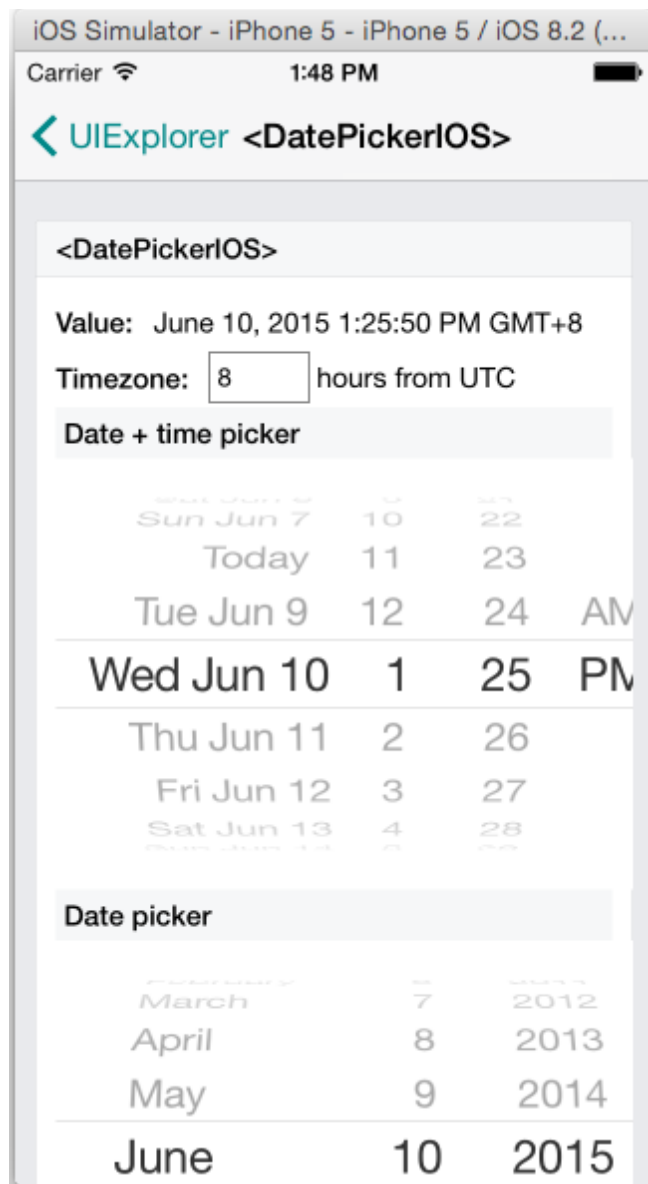 iOS Simulator - iPhone 5 - iPhone 5 / iOS 8.2 (...
Carrier 1:48 PM
UIExplorer <DatePickerIOS>
<DatePickerIOS>
Value: June 10, 2015 1:25:50 PM GMT+8
Timezone: 8 hours from UTC
Date + time picker
Sun Jun 7 10 22
Today 11 23
Tue Jun 9 12 24 AM
Wed Jun 10 1 25 PM
Thu Jun 11 2 26
Fri Jun 12 3 27
Sat Jun 13 4 28
Date picker
March 7 2012
April 8 2013
May 9 2014
June 10 2015